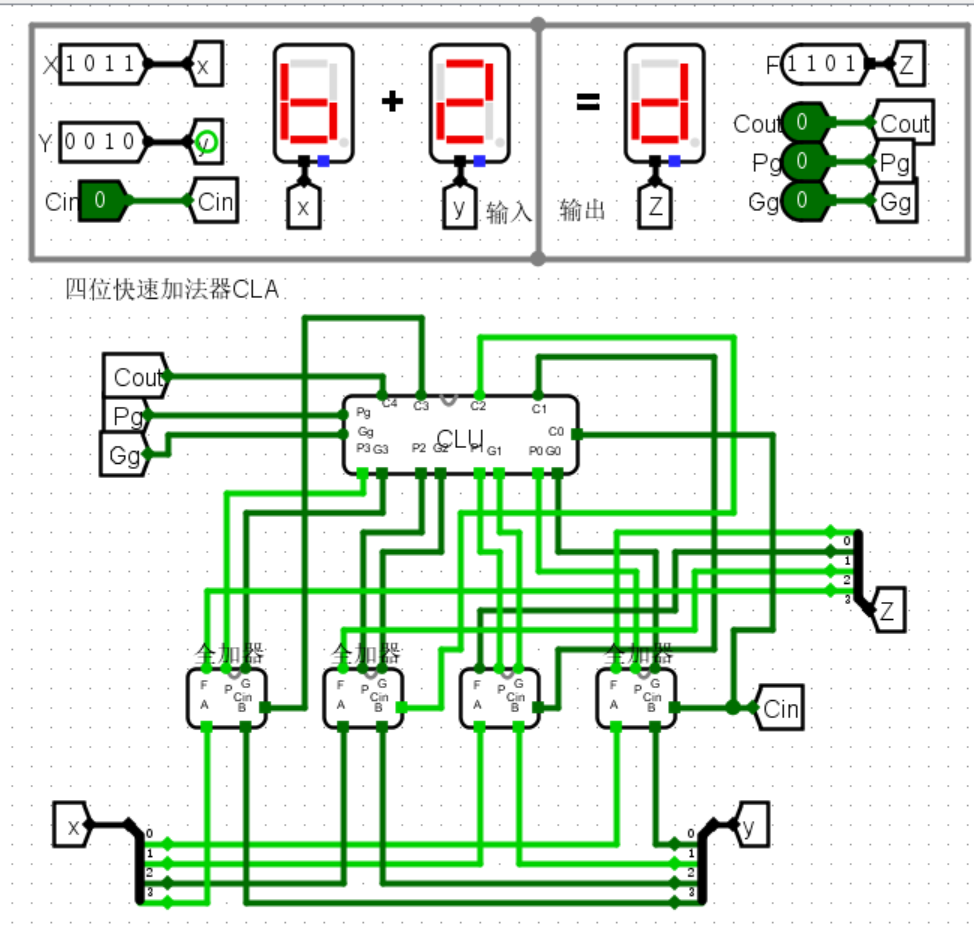 X 1 0 1 1 x
F 1 1 0 1 Z
b + 2 = d
Y 0 0 1 0 y
Cout 0 Cout
Pg 0 Pg
Cin 0 Cin
Gg 0 Gg
x y 输入 输出 Z
四位快速加法器CLA
Cout
Pg
Gg
C4 C3 C2 C1
Pg
Gg
CLU
C0
P3 G3 P2 G2 P1 G1 P0 G0
0
1
2
3
Z
全加器 全加器 全加器
F P G Cin A B
F P G Cin A B
F P G Cin A B
F P G Cin A B
Cin
x
0
1
2
3
y
0
1
2
3